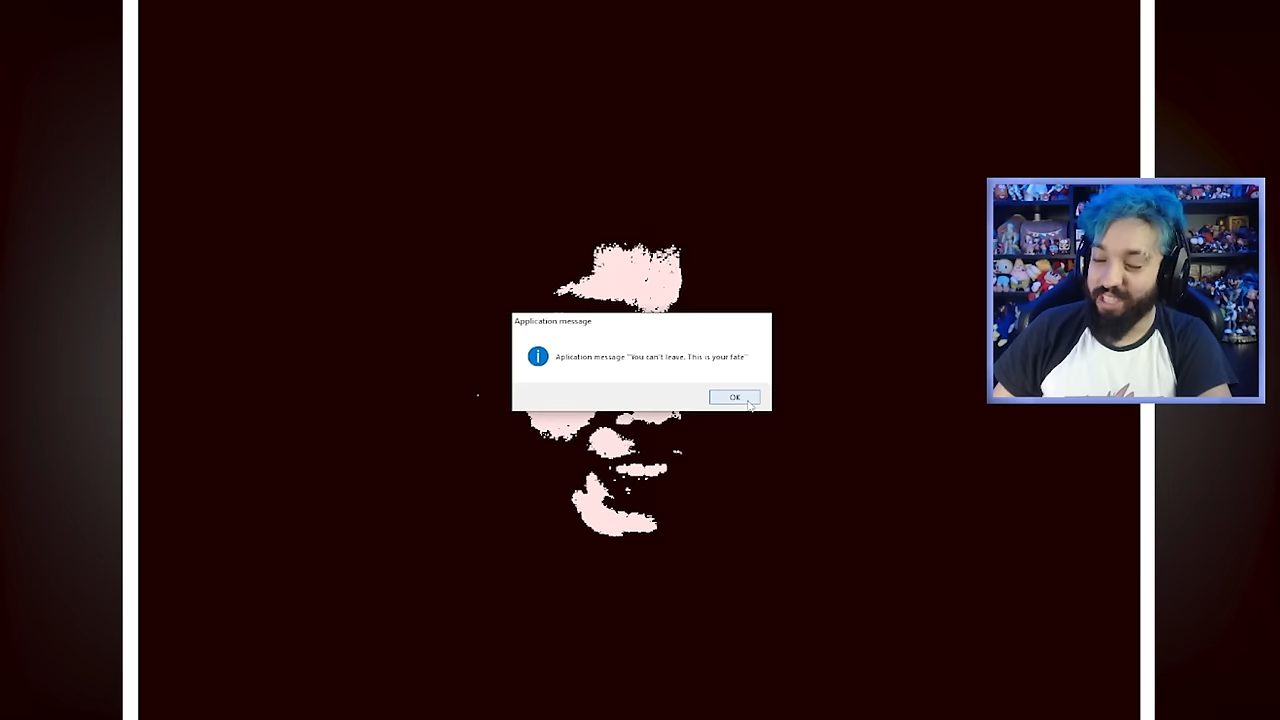 Application message
Aplication message "You can't leave. This is your fate"
OK